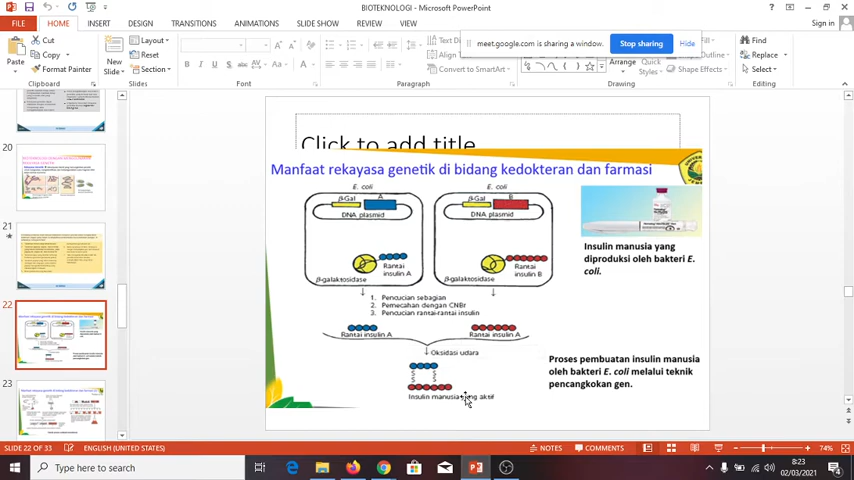 BIOTEKNOLOGI - Microsoft PowerPoint
FILE HOME INSERT DESIGN TRANSITIONS ANIMATIONS SLIDE SHOW REVIEW VIEW
Sign in
Cut
Copy
Format Painter
Paste
Clipboard
New
Slide
Layout
Reset
Section
Slides
Font
Text
Align
Convert to SmartArt
Paragraph
meet.google.com is sharing a window.
Stop sharing
Hide
Arrange
Quick
Styles
Shape Effects
Drawing
Find
Replace
Select
Editing
20
21
22
23
Click to add title
Manfaat rekayasa genetik di bidang kedokteran dan farmasi
E. coli
β-Gal A
DNA plasmid
Rantai
insulin A
β-galaktosidase
E. coli
β-Gal B
DNA plasmid
Rantai
insulin B
β-galaktosidase
1. Pencucian sebagian
2. Pemecahan dengan CNBr
3. Pencucian rantai-rantai insulin
Rantai insulin A
Rantai insulin A
Oksidasi udara
Insulin manusia yang aktif
Insulin manusia yang
diproduksi oleh bakteri E.
coli.
Proses pembuatan insulin manusia
oleh bakteri E. coli melalui teknik
pencangkokan gen.
SLIDE 22 OF 33
ENGLISH (UNITED STATES)
NOTES
COMMENTS
74%
Type here to search
8:23
02/03/2021
4